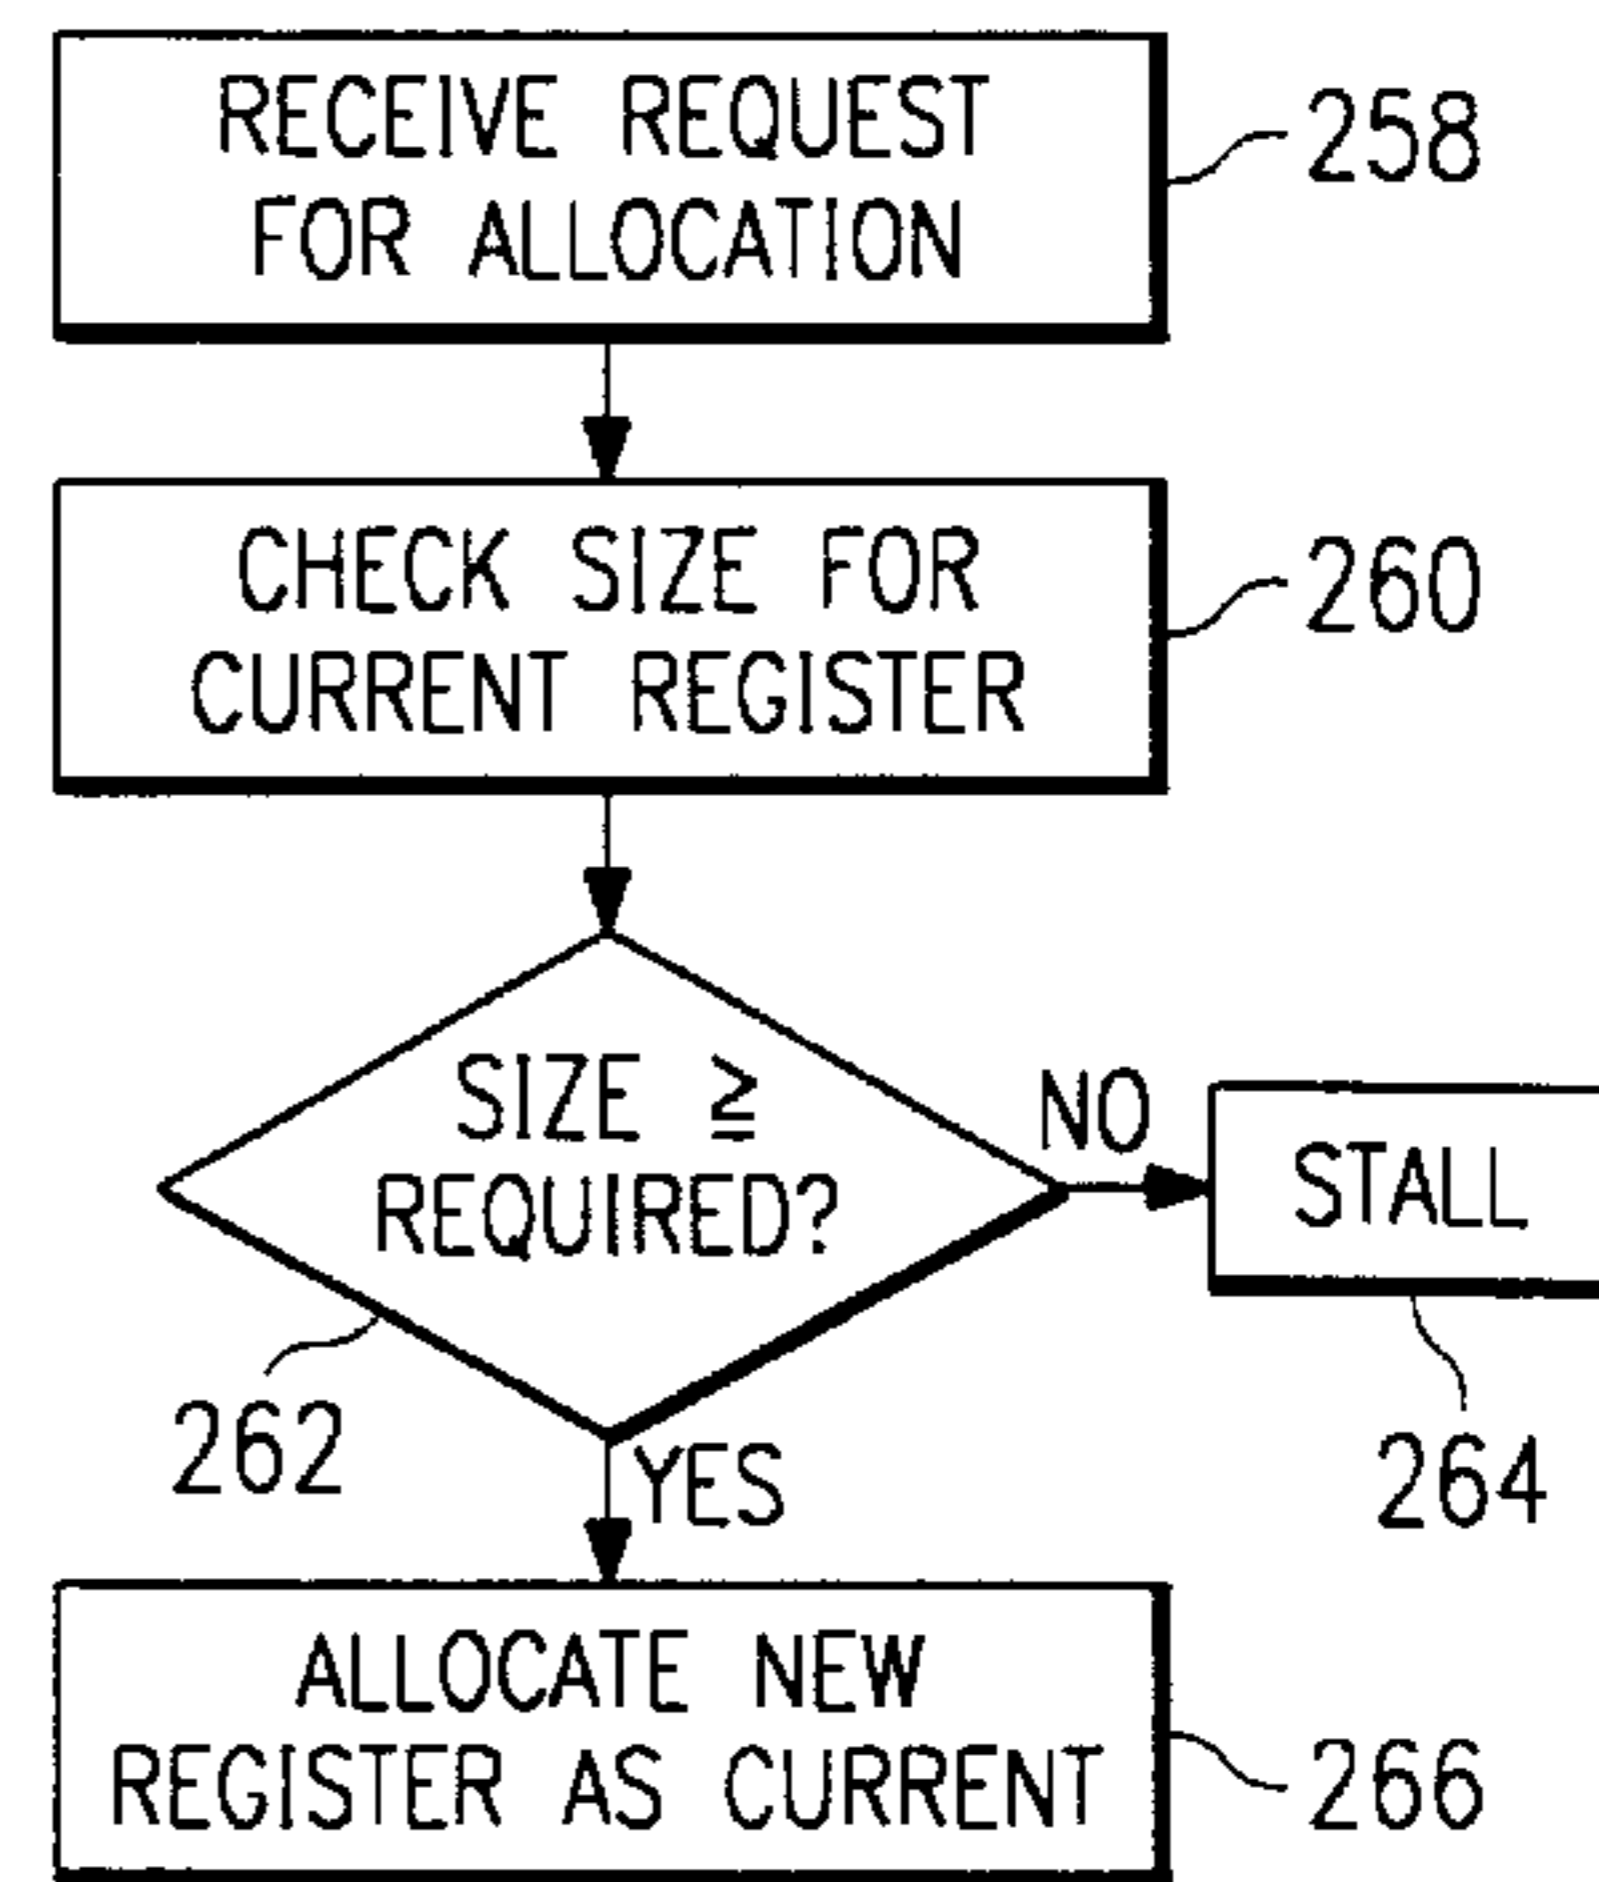 RECEIVE REQUEST
FOR ALLOCATION
258
CHECK SIZE FOR
CURRENT REGISTER
260
SIZE ≧
REQUIRED?
NO
STALL
262
264
YES
ALLOCATE NEW
REGISTER AS CURRENT
266